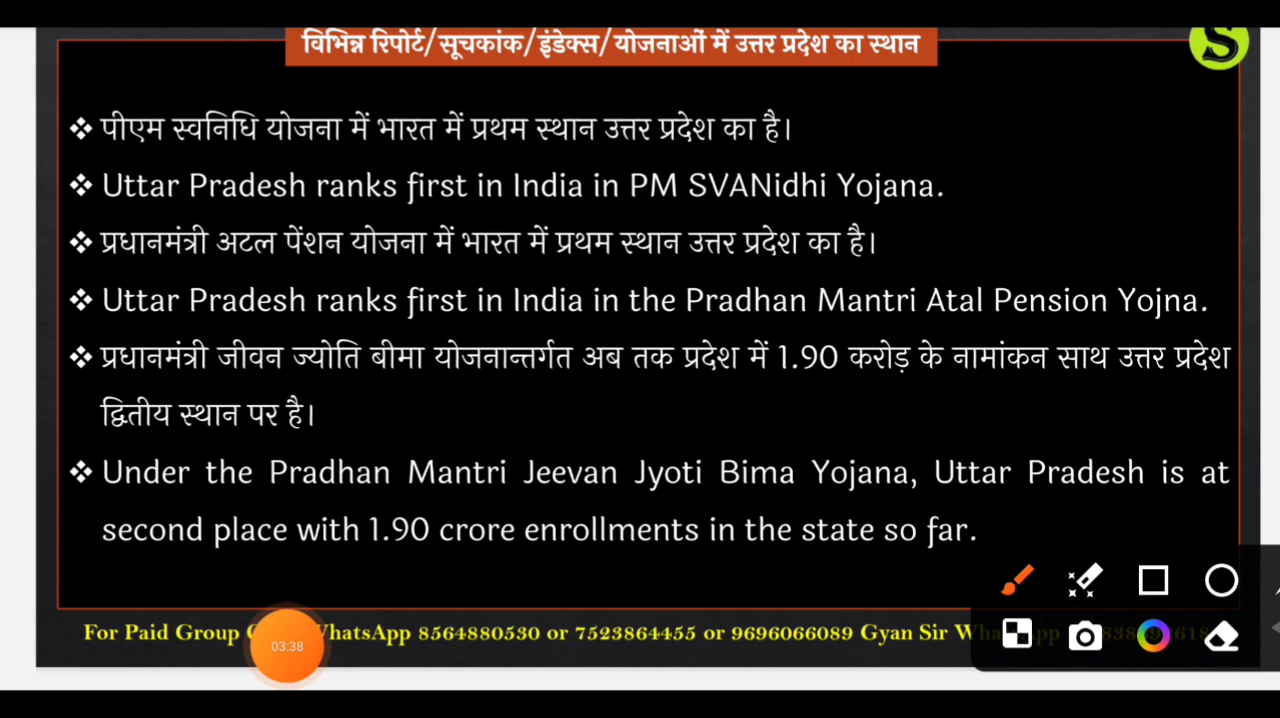 विभिन्न रिपोर्ट/सूचकांक/इंडेक्स/योजनाओं में उत्तर प्रदेश का स्थान
S
❖ पीएम स्वनिधि योजना में भारत में प्रथम स्थान उत्तर प्रदेश का है।
❖ Uttar Pradesh ranks first in India in PM SVANidhi Yojana.
❖ प्रधानमंत्री अटल पेंशन योजना में भारत में प्रथम स्थान उत्तर प्रदेश का है।
❖ Uttar Pradesh ranks first in India in the Pradhan Mantri Atal Pension Yojna.
❖ प्रधानमंत्री जीवन ज्योति बीमा योजनान्तर्गत अब तक प्रदेश में 1.90 करोड़ के नामांकन साथ उत्तर प्रदेश
द्वितीय स्थान पर है।
❖ Under the Pradhan Mantri Jeevan Jyoti Bima Yojana, Uttar Pradesh is at
second place with 1.90 crore enrollments in the state so far.
For Paid Group WhatsApp 8564880530 or 7523864455 or 9696066089 Gyan Sir
03:38